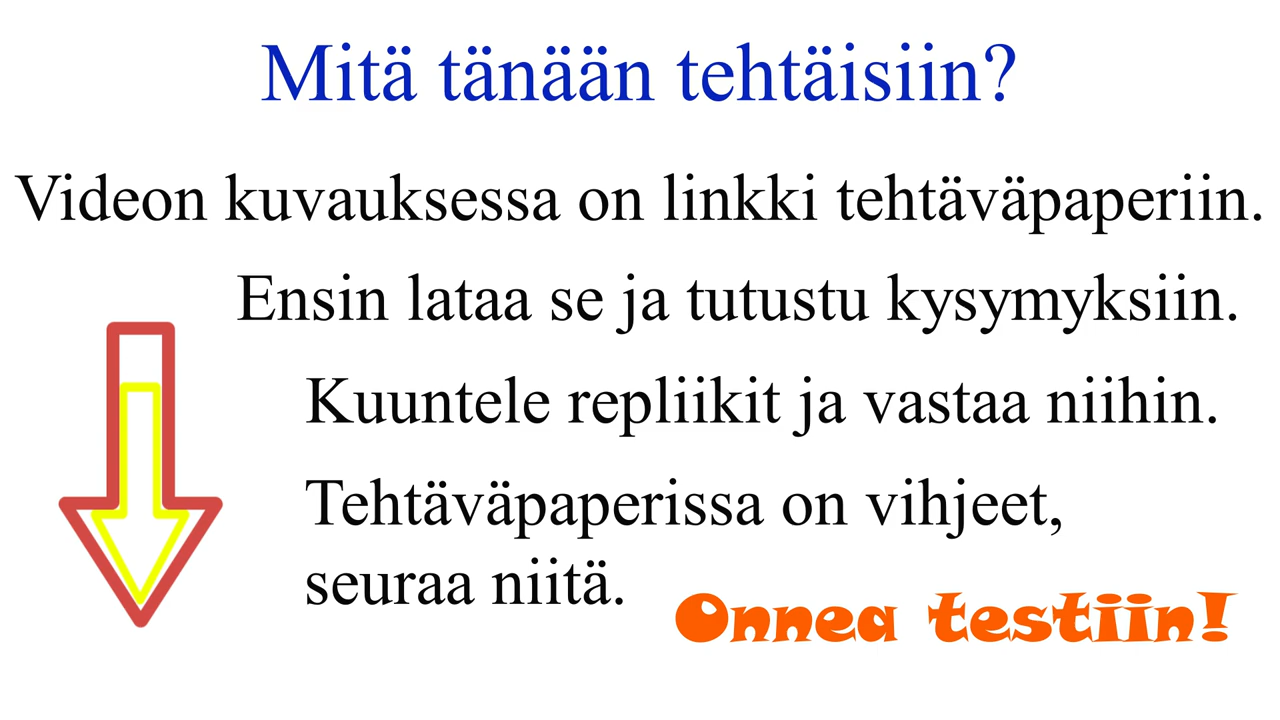 Mitä tänään tehtäisiin?
Videon kuvauksessa on linkki tehtäväpaperiin.
Ensin lataa se ja tutustu kysymyksiin.
Kuuntele repliikit ja vastaa niihin.
Tehtäväpaperissa on vihjeet,
seuraa niitä.
Onnea testiin!